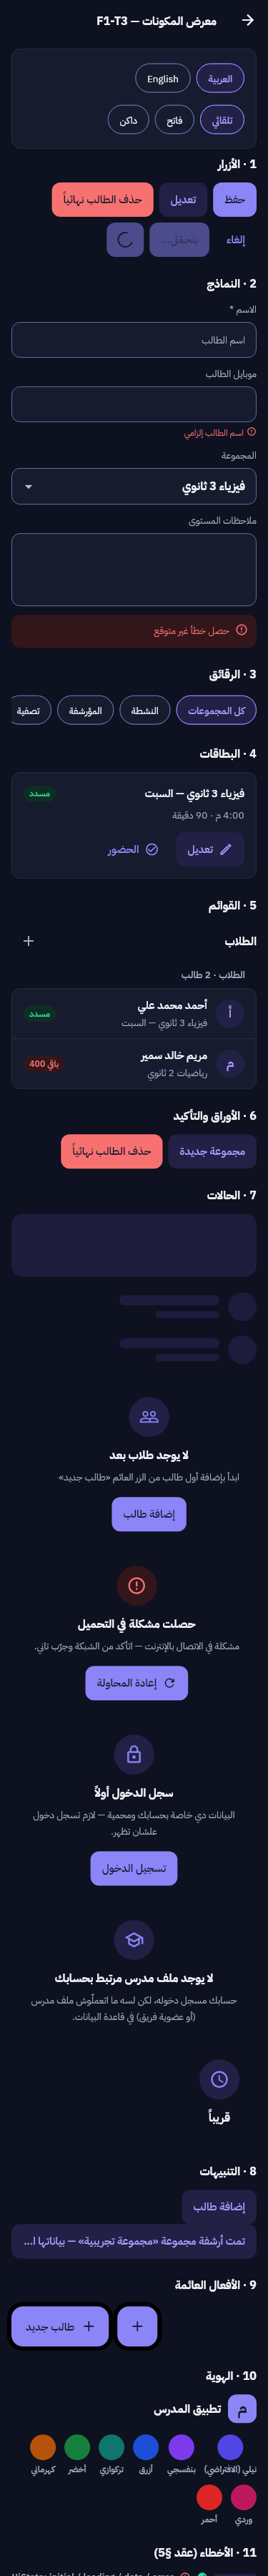 معرض المكونات — F1-T3
العربية
English
تلقائي
فاتح
داكن
1 · الأزرار
حفظ
تعديل
حذف الطالب نهائياً
إلغاء
يتحمّل...
2 · النماذج
الاسم *
اسم الطالب
موبايل الطالب
اسم الطالب إلزامي
المجموعة
فيزياء 3 ثانوي
ملاحظات المستوى
حصل خطأ غير متوقع
3 · الرقائق
كل المجموعات
النشطة
المؤرشفة
تصفية
4 · البطاقات
فيزياء 3 ثانوي — السبت
مسدد
4:00 م · 90 دقيقة
تعديل
الحضور
5 · القوائم
الطلاب
الطلاب · 2 طالب
أ
أحمد محمد علي
فيزياء 3 ثانوي — السبت
مسدد
م
مريم خالد سمير
رياضيات 2 ثانوي
باقي 400
6 · الأوراق والتأكيد
مجموعة جديدة
حذف الطالب نهائياً
7 · الحالات
لا يوجد طلاب بعد
ابدأ بإضافة أول طالب من الزر العائم «طالب جديد»
إضافة طالب
حصلت مشكلة في التحميل
مشكلة في الاتصال بالإنترنت — اتأكد من الشبكة وجرّب تاني.
إعادة المحاولة
سجل الدخول أولاً
البيانات دي خاصة بحسابك ومحمية — لازم تسجل دخول
علشان تظهر.
تسجيل الدخول
لا يوجد ملف مدرس مرتبط بحسابك
حسابك مسجل دخوله، لكن لسه ما اتعملّوش ملف مدرس
(أو عضوية فريق) في قاعدة البيانات.
قريباً
8 · التنبيهات
إضافة طالب
تمت أرشفة مجموعة «مجموعة تجريبية» — بياناتها ا...
9 · الأفعال العائمة
طالب جديد
10 · الهوية
م
تطبيق المدرس
نيلي (الافتراضي)
بنفسجي
أزرق
تركوازي
أخضر
كهرماني
وردي
أحمر
11 · الأخطاء (عقد §5)